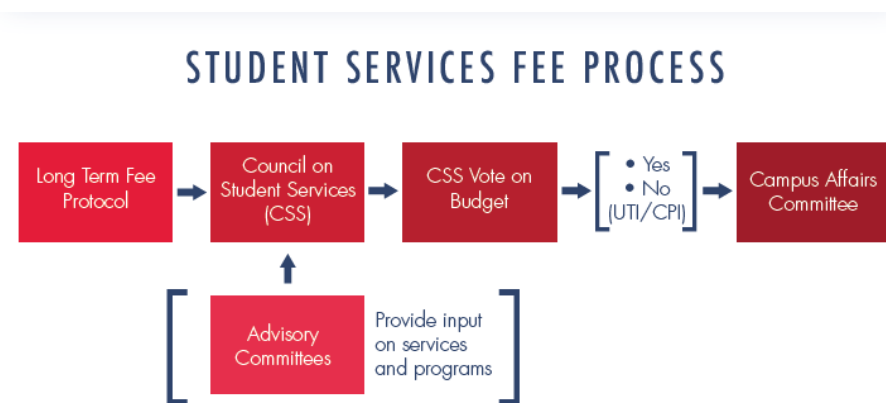 STUDENT SERVICES FEE PROCESS
Long Term Fee
Protocol
Council on
Student Services
(CSS)
CSS Vote on
Budget
• Yes
• No
(UTI/CPI)
Campus Affairs
Committee
Advisory
Committees
Provide input
on services
and programs